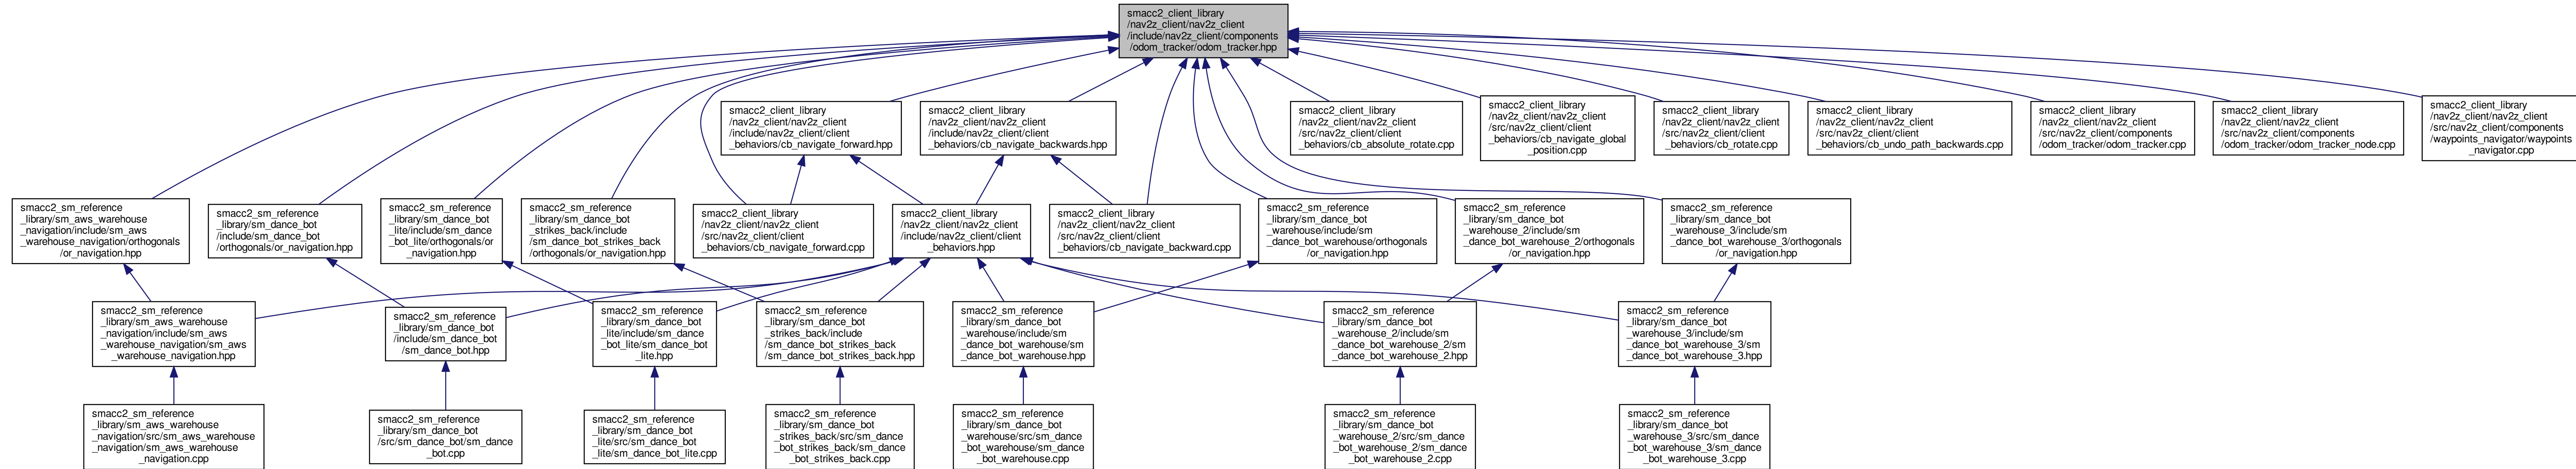 smacc2_client_library
/nav2z_client/nav2z_client
/include/nav2z_client/components
/odom_tracker/odom_tracker.hpp
smacc2_client_library
/nav2z_client/nav2z_client
/include/nav2z_client/client
_behaviors/cb_navigate_forward.hpp
smacc2_client_library
/nav2z_client/nav2z_client
/include/nav2z_client/client
_behaviors/cb_navigate_backwards.hpp
smacc2_client_library
/nav2z_client/nav2z_client
/src/nav2z_client/client
_behaviors/cb_absolute_rotate.cpp
smacc2_client_library
/nav2z_client/nav2z_client
/src/nav2z_client/client
_behaviors/cb_navigate_global
_position.cpp
smacc2_client_library
/nav2z_client/nav2z_client
/src/nav2z_client/client
_behaviors/cb_rotate.cpp
smacc2_client_library
/nav2z_client/nav2z_client
/src/nav2z_client/client
_behaviors/cb_undo_path_backwards.cpp
smacc2_client_library
/nav2z_client/nav2z_client
/src/nav2z_client/components
/odom_tracker/odom_tracker.cpp
smacc2_client_library
/nav2z_client/nav2z_client
/src/nav2z_client/components
/odom_tracker/odom_tracker_node.cpp
smacc2_client_library
/nav2z_client/nav2z_client
/src/nav2z_client/components
/waypoints_navigator/waypoints
_navigator.cpp
smacc2_sm_reference
_library/sm_aws_warehouse
_navigation/include/sm_aws
_warehouse_navigation/orthogonals
/or_navigation.hpp
smacc2_sm_reference
_library/sm_dance_bot
/include/sm_dance_bot
/orthogonals/or_navigation.hpp
smacc2_sm_reference
_library/sm_dance_bot
_lite/include/sm_dance
_bot_lite/orthogonals/or
_navigation.hpp
smacc2_sm_reference
_library/sm_dance_bot
_strikes_back/include
/sm_dance_bot_strikes_back
/orthogonals/or_navigation.hpp
smacc2_client_library
/nav2z_client/nav2z_client
/src/nav2z_client/client
_behaviors/cb_navigate_forward.cpp
smacc2_client_library
/nav2z_client/nav2z_client
/include/nav2z_client/client
_behaviors.hpp
smacc2_client_library
/nav2z_client/nav2z_client
/src/nav2z_client/client
_behaviors/cb_navigate_backward.cpp
smacc2_sm_reference
_library/sm_dance_bot
_warehouse/include/sm
_dance_bot_warehouse/orthogonals
/or_navigation.hpp
smacc2_sm_reference
_library/sm_dance_bot
_warehouse_2/include/sm
_dance_bot_warehouse_2/orthogonals
/or_navigation.hpp
smacc2_sm_reference
_library/sm_dance_bot
_warehouse_3/include/sm
_dance_bot_warehouse_3/orthogonals
/or_navigation.hpp
smacc2_sm_reference
_library/sm_aws_warehouse
_navigation/include/sm_aws
_warehouse_navigation/sm_aws
_warehouse_navigation.hpp
smacc2_sm_reference
_library/sm_dance_bot
/include/sm_dance_bot
/sm_dance_bot.hpp
smacc2_sm_reference
_library/sm_dance_bot
_lite/include/sm_dance
_bot_lite/sm_dance_bot
_lite.hpp
smacc2_sm_reference
_library/sm_dance_bot
_strikes_back/include
/sm_dance_bot_strikes_back
/sm_dance_bot_strikes_back.hpp
smacc2_sm_reference
_library/sm_dance_bot
_warehouse/include/sm
_dance_bot_warehouse/sm
_dance_bot_warehouse.hpp
smacc2_sm_reference
_library/sm_dance_bot
_warehouse_2/include/sm
_dance_bot_warehouse_2/sm
_dance_bot_warehouse_2.hpp
smacc2_sm_reference
_library/sm_dance_bot
_warehouse_3/include/sm
_dance_bot_warehouse_3/sm
_dance_bot_warehouse_3.hpp
smacc2_sm_reference
_library/sm_aws_warehouse
_navigation/src/sm_aws_warehouse
_navigation/sm_aws_warehouse
_navigation.cpp
smacc2_sm_reference
_library/sm_dance_bot
/src/sm_dance_bot/sm_dance
_bot.cpp
smacc2_sm_reference
_library/sm_dance_bot
_lite/src/sm_dance_bot
_lite/sm_dance_bot_lite.cpp
smacc2_sm_reference
_library/sm_dance_bot
_strikes_back/src/sm_dance
_bot_strikes_back/sm_dance
_bot_strikes_back.cpp
smacc2_sm_reference
_library/sm_dance_bot
_warehouse/src/sm_dance
_bot_warehouse/sm_dance
_bot_warehouse.cpp
smacc2_sm_reference
_library/sm_dance_bot
_warehouse_2/src/sm_dance
_bot_warehouse_2/sm_dance
_bot_warehouse_2.cpp
smacc2_sm_reference
_library/sm_dance_bot
_warehouse_3/src/sm_dance
_bot_warehouse_3/sm_dance
_bot_warehouse_3.cpp